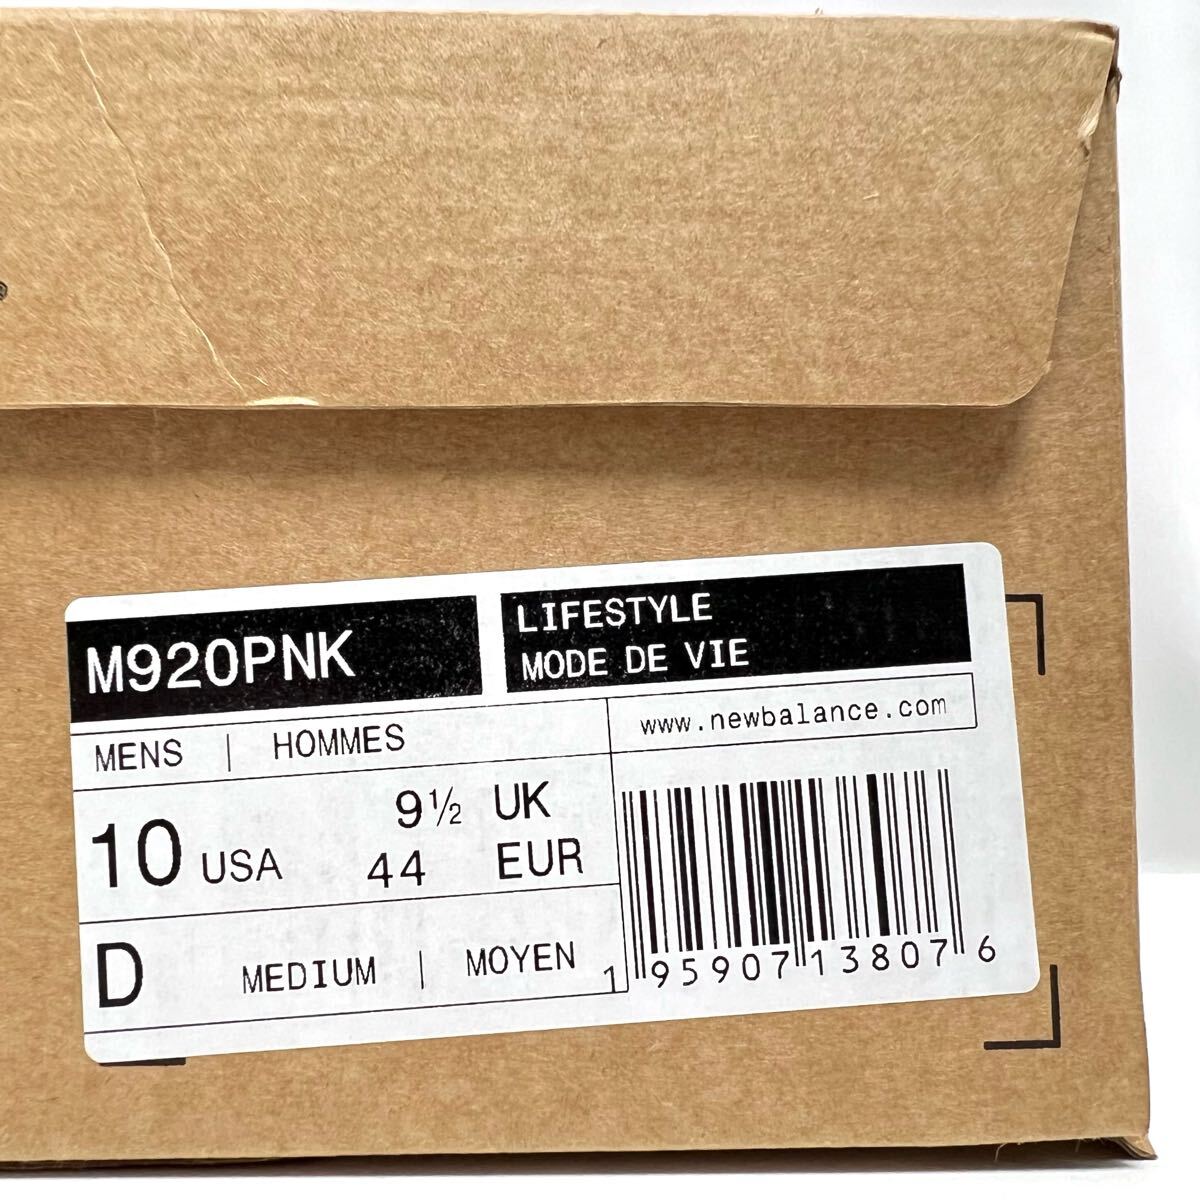 M920PNK
LIFESTYLE
MODE DE VIE
MENS | HOMMES
www.newbalance.com
10 USA
9½ UK
44 EUR
D
MEDIUM | MOYEN
1 95907 13807 6